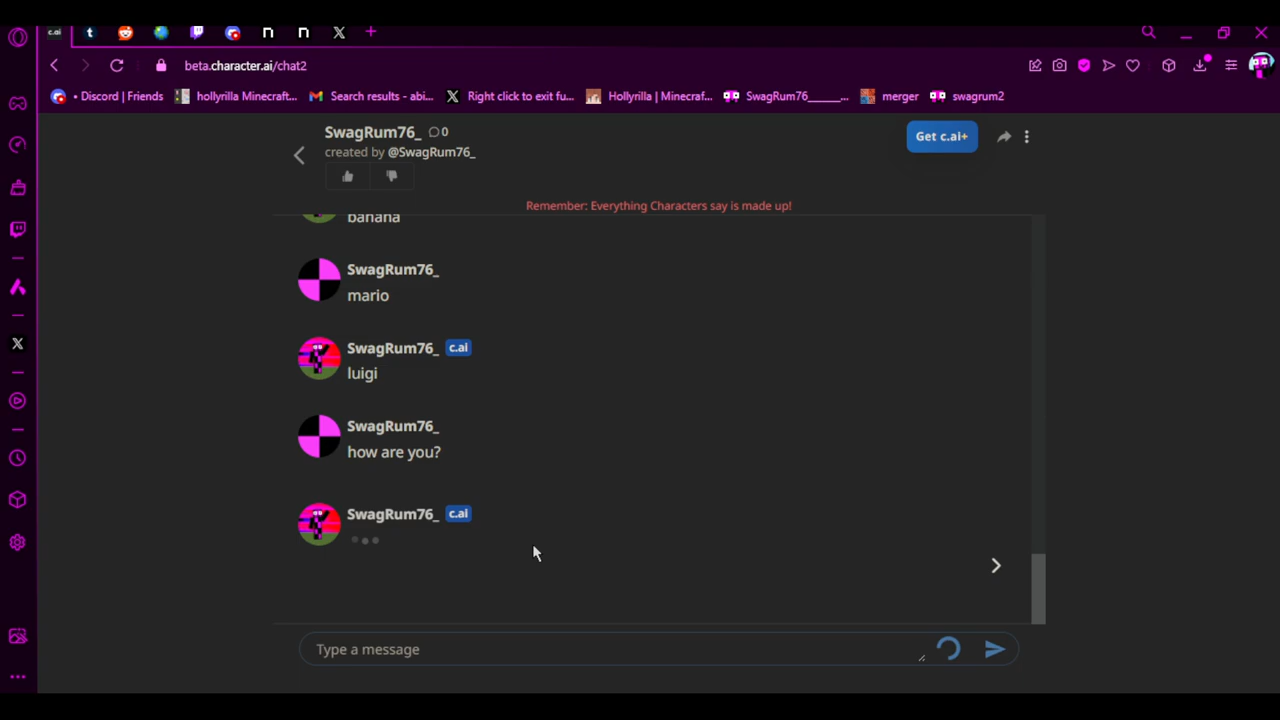 c.ai
beta.character.ai/chat2
• Discord | Friends
hollyrilla Minecraft...
Search results - abi...
Right click to exit fu...
Hollyrilla | Minecraf...
SwagRum76______...
merger
swagrum2
SwagRum76_ 0
created by @SwagRum76_
Get c.ai+
Remember: Everything Characters say is made up!
banana
SwagRum76_
mario
SwagRum76_ c.ai
luigi
SwagRum76_
how are you?
SwagRum76_ c.ai
Type a message